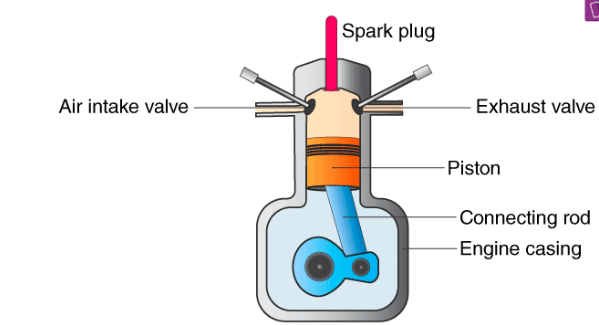 Spark plug
Air intake valve
Exhaust valve
Piston
Connecting rod
Engine casing